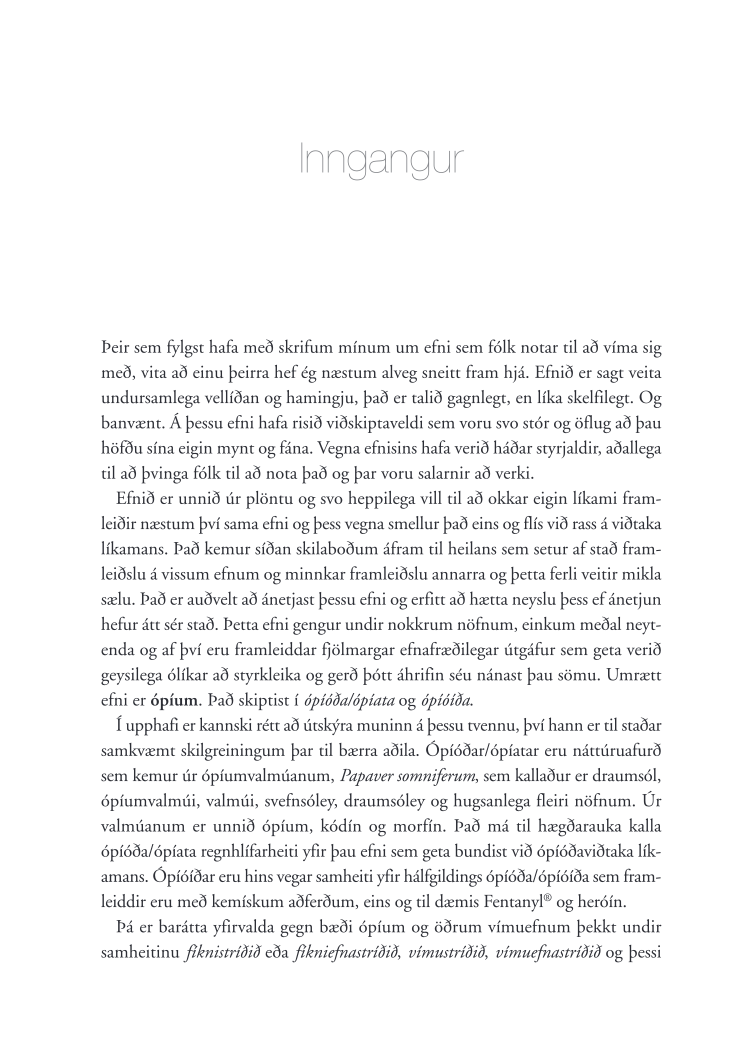 Inngangur
Þeir sem fylgst hafa með skrifum mínum um efni sem fólk notar til að víma sig
með, vita að einu þeirra hef ég næstum alveg sneitt fram hjá. Efnið er sagt veita
undursamlega vellíðan og hamingju, það er talið gagnlegt, en líka skelfilegt. Og
banvænt. Á þessu efni hafa risið viðskiptaveldi sem voru svo stór og öflug að þau
höfðu sína eigin mynt og fána. Vegna efnisins hafa verið háðar styrjaldir, aðallega
til að þvinga fólk til að nota það og þar voru salarnir að verki.
Efnið er unnið úr plöntu og svo heppilega vill til að okkar eigin líkami fram-
leiðir næstum því sama efni og þess vegna smellur það eins og flís við rass á viðtaka
líkamans. Það kemur síðan skilaboðum áfram til heilans sem setur af stað fram-
leiðslu á vissum efnum og minnkar framleiðslu annarra og þetta ferli veitir mikla
sælu. Það er auðvelt að ánetjast þessu efni og erfitt að hætta neyslu þess ef ánetjun
hefur átt sér stað. Þetta efni gengur undir nokkrum nöfnum, einkum meðal neyt-
enda og af því eru framleiddar fjölmargar efnafræðilegar útgáfur sem geta verið
geysilega ólíkar að styrkleika og gerð þótt áhrifin séu nánast þau sömu. Umrætt
efni er ópíum. Það skiptist í ópíóða/ópíata og ópíóíða.
Í upphafi er kannski rétt að útskýra muninn á þessu tvennu, því hann er til staðar
samkvæmt skilgreiningum þar til bærra aðila. Ópíóðar/ópíatar eru náttúruafurð
sem kemur úr ópíumvalmúanum, Papaver somniferum, sem kallaður er draumsól,
ópíumvalmúi, valmúi, svefnsóley, draumsóley og hugsanlega fleiri nöfnum. Úr
valmúanum er unnið ópíum, kódín og morfín. Það má til hægðarauka kalla
ópíóða/ópíata regnhlífarheiti yfir þau efni sem geta bundist við ópíóðaviðtaka lík-
amans. Ópíóíðar eru hins vegar samheiti yfir hálfgildings ópíóða/ópíóíða sem fram-
leiddir eru með kemískum aðferðum, eins og til dæmis Fentanyl® og heróín.
Þá er barátta yfirvalda gegn bæði ópíum og öðrum vímuefnum þekkt undir
samheitinu fíknistríðið eða fíkniefnastríðið, vímustríðið, vímuefnastríðið og þessi